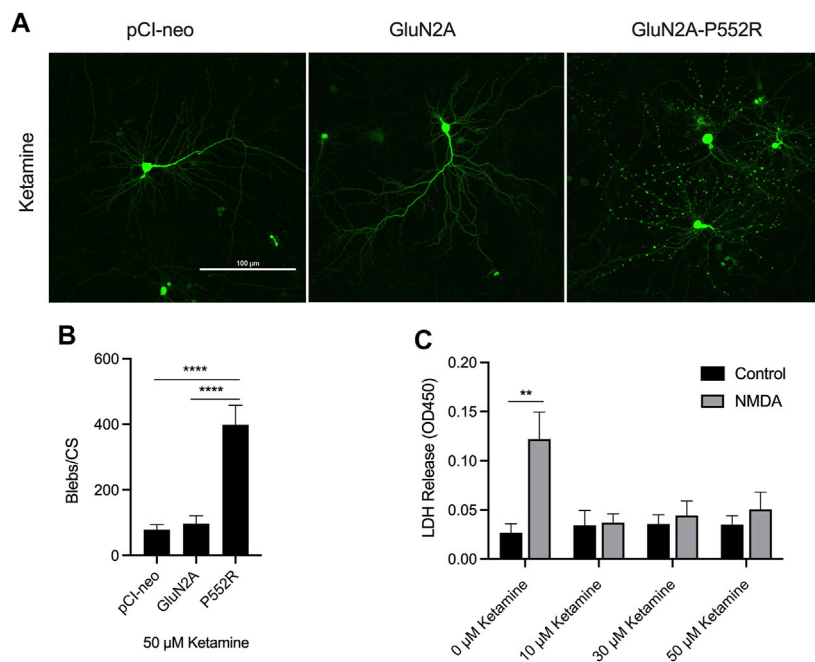 A
pCI-neo
GluN2A
GluN2A-P552R
Ketamine
100 µm
B
600
400
200
0
Blebs/CS
****
****
pCI-neo
GluN2A
P552R
50 µM Ketamine
C
0.20
0.15
0.10
0.05
0.00
LDH Release (OD450)
**
Control
NMDA
0 µM Ketamine
10 µM Ketamine
30 µM Ketamine
50 µM Ketamine